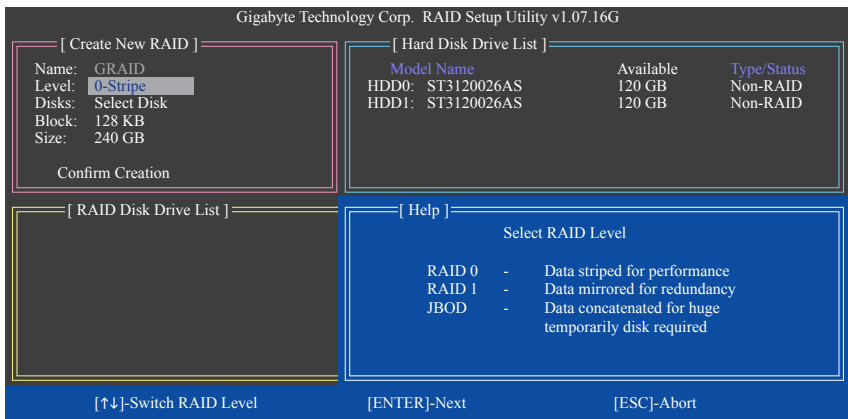 Gigabyte Technology Corp. RAID Setup Utility v1.07.16G
[ Create New RAID ]
Name: GRAID
Level: 0-Stripe
Disks: Select Disk
Block: 128 KB
Size: 240 GB
Confirm Creation
[ Hard Disk Drive List ]
Model Name Available Type/Status
HDD0: ST3120026AS 120 GB Non-RAID
HDD1: ST3120026AS 120 GB Non-RAID
[ RAID Disk Drive List ]
[ Help ]
Select RAID Level
RAID 0 - Data striped for performance
RAID 1 - Data mirrored for redundancy
JBOD - Data concatenated for huge
temporarily disk required
[↑↓]-Switch RAID Level [ENTER]-Next [ESC]-Abort